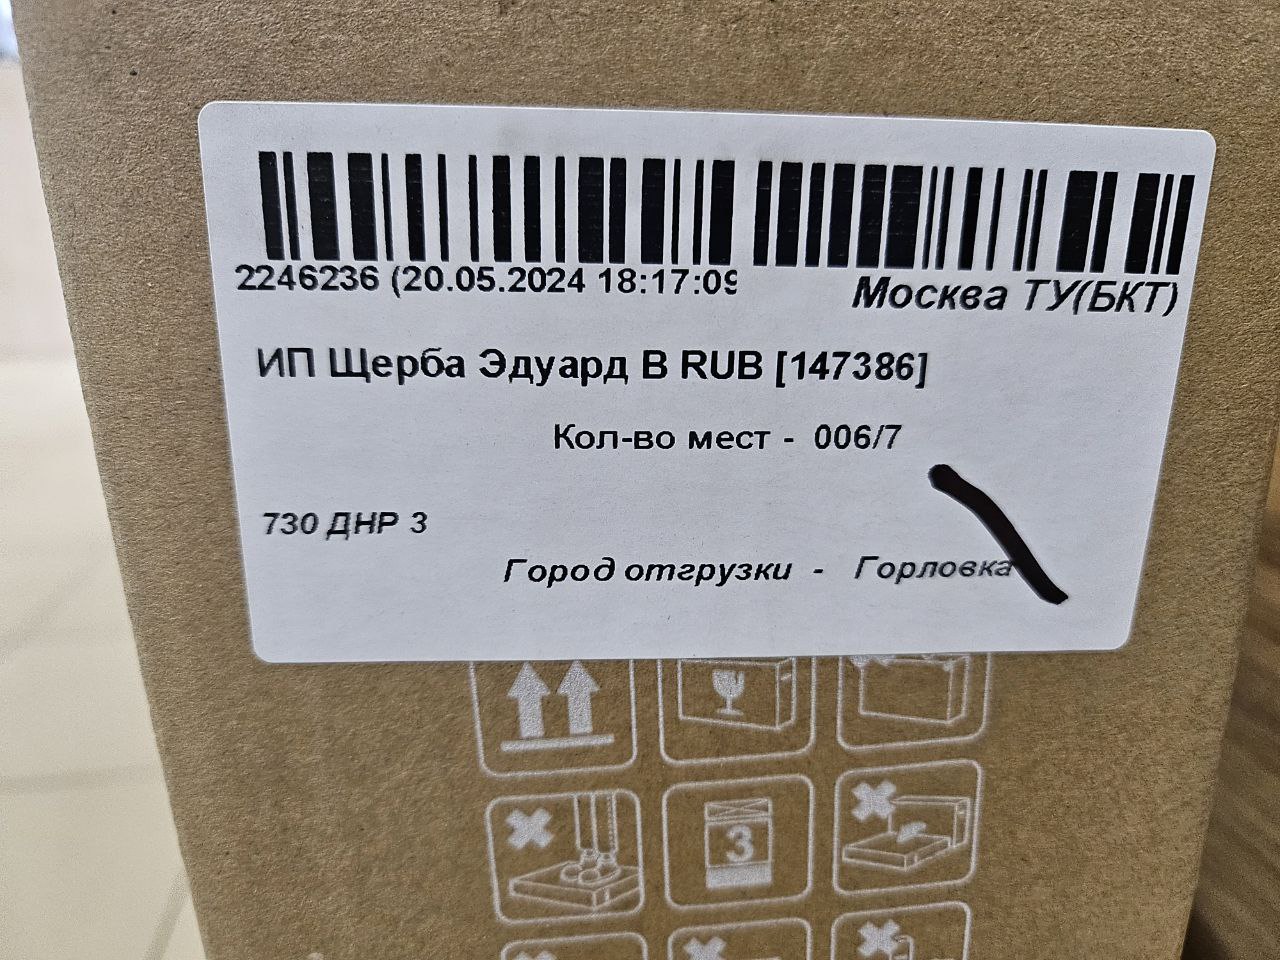 2246236 (20.05.2024 18:17:09
Москва ТУ(БКТ)
ИП Щерба Эдуард В RUB [147386]
Кол-во мест - 006/7
730 ДНР 3
Город отгрузки - Горловка
3